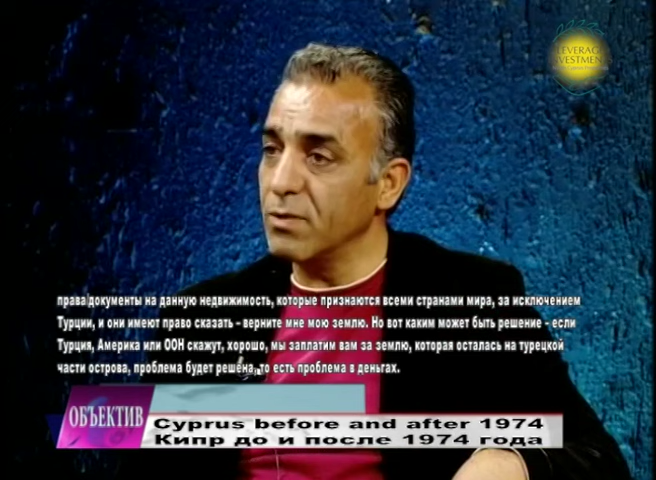 LEVERAGE
INVESTMENT
права/документы на данную недвижимость, которые признаются всеми странами мира, за исключением
Турции, и они имеют право сказать – верните мне мою землю. Но вот каким может быть решение – если
Турция, Америка или ООН скажут, хорошо, мы заплатим вам за землю, которая осталась на турецкой
части острова, проблема будет решена, то есть проблема в деньгах.
ОБЪЕКТИВ
Cyprus before and after 1974
Кипр до и после 1974 года